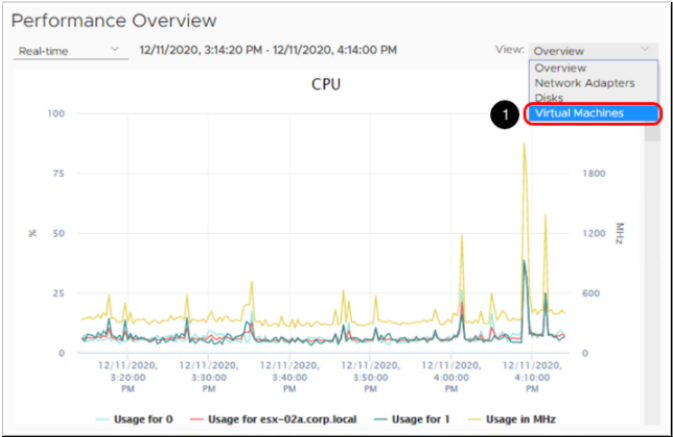 Performance Overview
Real-time 12/11/2020, 3:14:20 PM - 12/11/2020, 4:14:00 PM View: Overview
Overview
Network Adapters
Disks
1 Virtual Machines
CPU
100
75 1800
% 50 1200 MHz
25 600
0 0
12/11/2020, 12/11/2020, 12/11/2020, 12/11/2020, 12/11/2020, 12/11/2020,
3:20:00 3:30:00 3:40:00 3:50:00 4:00:00 4:10:00
PM PM PM PM PM PM
Usage for 0 Usage for esx-02a.corp.local Usage for 1 Usage in MHz